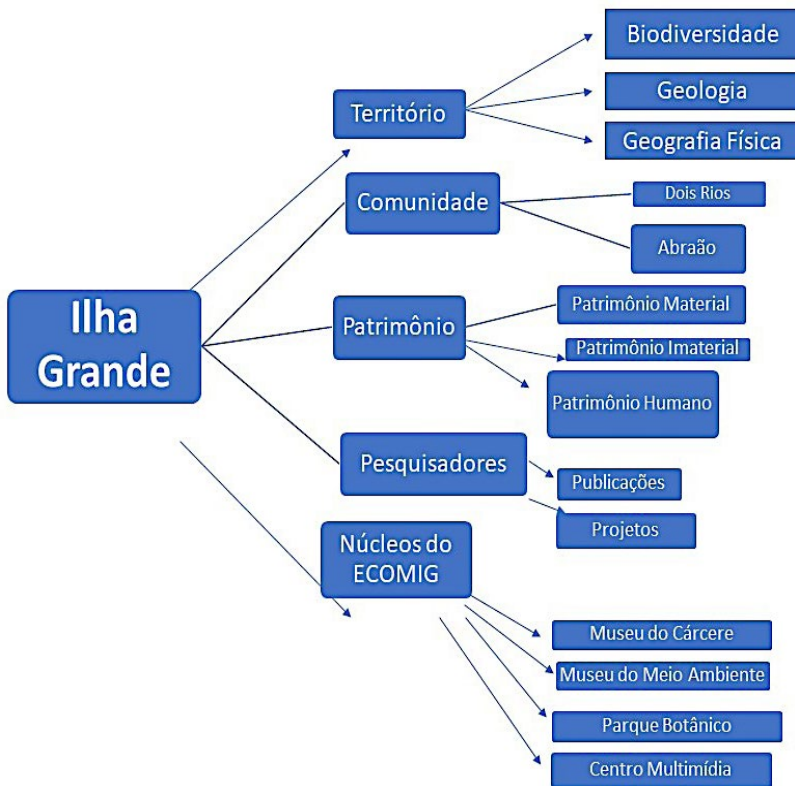 Ilha
Grande
Território
Biodiversidade
Geologia
Geografia Física
Comunidade
Dois Rios
Abraão
Patrimônio
Patrimônio Material
Patrimônio Imaterial
Patrimônio Humano
Pesquisadores
Publicações
Projetos
Núcleos do
ECOMIG
Museu do Cárcere
Museu do Meio Ambiente
Parque Botânico
Centro Multimídia